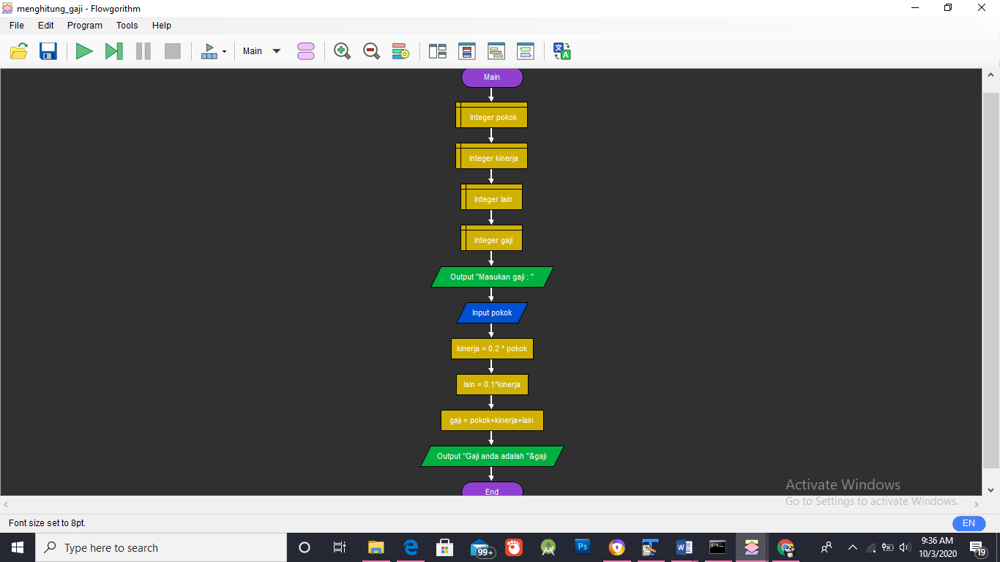 menghitung_gaji - Flowgorithm
File Edit Program Tools Help
Main
Main
Integer pokok
Integer kinerja
Integer lain
Integer gaji
Output "Masukan gaji : "
Input pokok
kinerja = 0.2 * pokok
lain = 0.1*kinerja
gaji = pokok+kinerja+lain
Output "Gaji anda adalah "&gaji
End
Activate Windows
Go to Settings to activate Windows.
Font size set to 8pt.
EN
Type here to search
99+
Ps
W
9:36 AM
10/3/2020
19